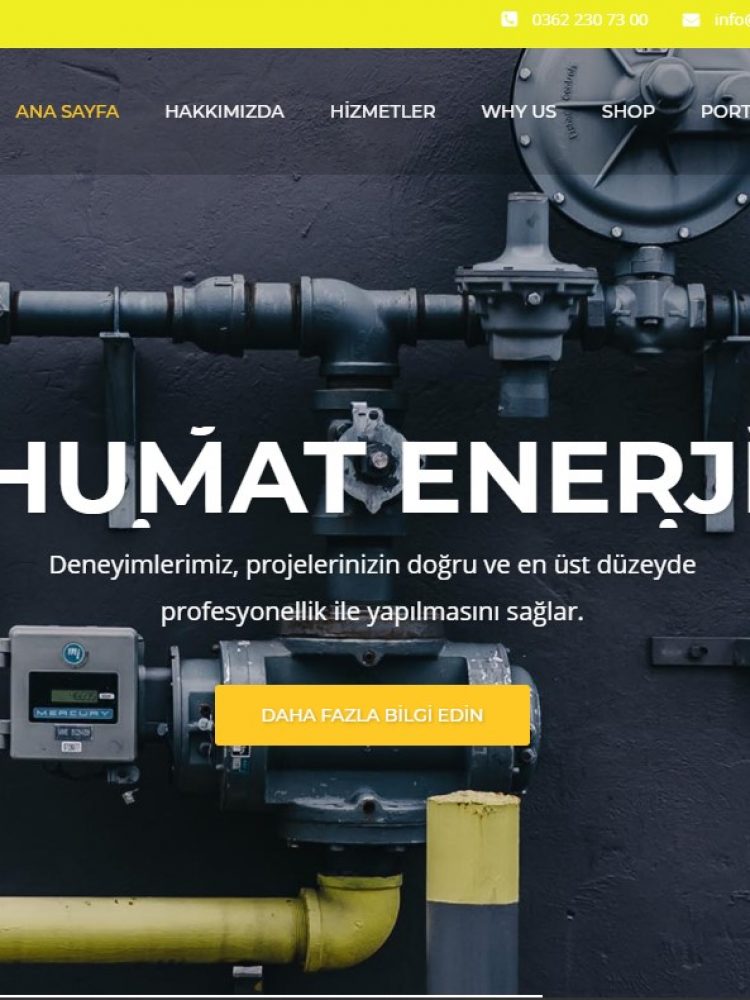 0362 230 73 00 info@
ANA SAYFA HAKKIMIZDA HİZMETLER WHY US SHOP PORT
HUMAT ENERJİ
Deneyimlerimiz, projelerinizin doğru ve en üst düzeyde
profesyonellik ile yapılmasını sağlar.
MERCURY
DAHA FAZLA BİLGİ EDİN